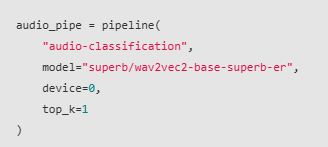 audio_pipe = pipeline(
    "audio-classification",
    model="superb/wav2vec2-base-superb-er",
    device=0,
    top_k=1
)